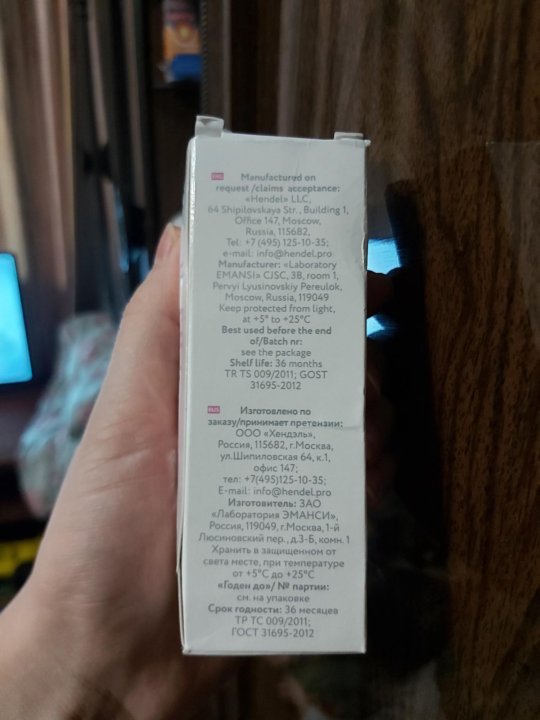 ENG Manufactured on
request /claims acceptance:
«Hendel» LLC,
64 Shipilovskaya Str., Building 1,
Office 147, Moscow,
Russia, 115682,
Tel: +7 (495) 125-10-35;
e-mail: info@hendel.pro
Manufacturer: «Laboratory
EMANSI» CJSC, 3B, room 1,
Pervyi Lyusinovskiy Pereulok,
Moscow, Russia, 119049
Keep protected from light,
at +5° to +25°C
Best used before the end
of/Batch nr:
see the package
Shelf life: 36 months
TR TS 009/2011; GOST
31695-2012
RUS Изготовлено по
заказу/принимает претензии:
ООО «Хендэль»,
Россия, 115682, г.Москва,
ул.Шипиловская 64, к.1,
офис 147;
тел: +7(495)125-10-35;
E-mail: info@hendel.pro
Изготовитель: ЗАО
«Лаборатория ЭМАНСИ»,
Россия, 119049, г.Москва, 1-й
Люсиновский пер., д.3-Б, комн. 1
Хранить в защищенном от
света месте, при температуре
от +5°С до +25°С
«Годен до»/ № партии:
см. на упаковке
Срок годности: 36 месяцев
ТР ТС 009/2011;
ГОСТ 31695-2012